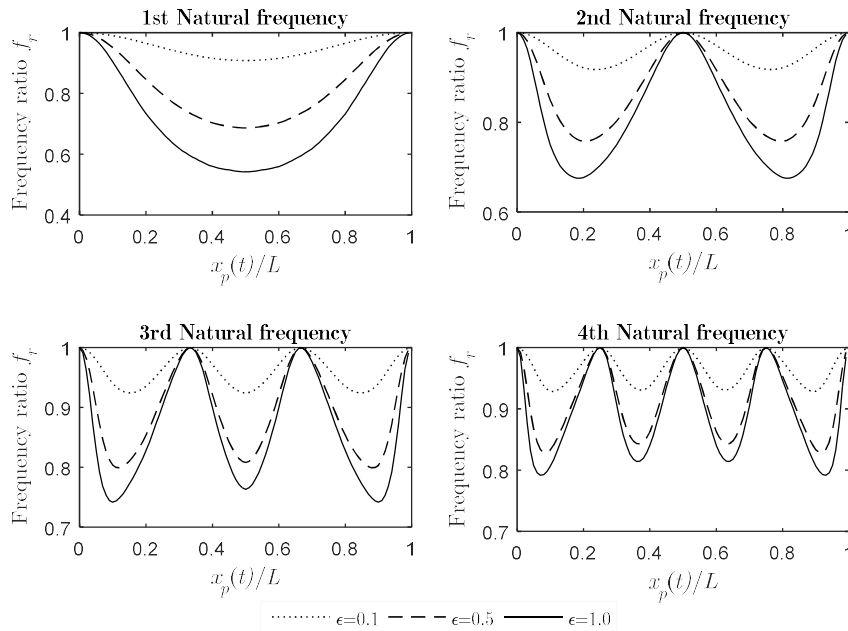 1st Natural frequency
Frequency ratio f_r
1
0.8
0.6
0.4
0 0.2 0.4 0.6 0.8 1
x_p(t)/L
2nd Natural frequency
Frequency ratio f_r
1
0.8
0.6
0 0.2 0.4 0.6 0.8 1
x_p(t)/L
3rd Natural frequency
Frequency ratio f_r
1
0.9
0.8
0.7
0 0.2 0.4 0.6 0.8 1
x_p(t)/L
4th Natural frequency
Frequency ratio f_r
1
0.9
0.8
0.7
0 0.2 0.4 0.6 0.8 1
x_p(t)/L
ϵ=0.1 ϵ=0.5 ϵ=1.0